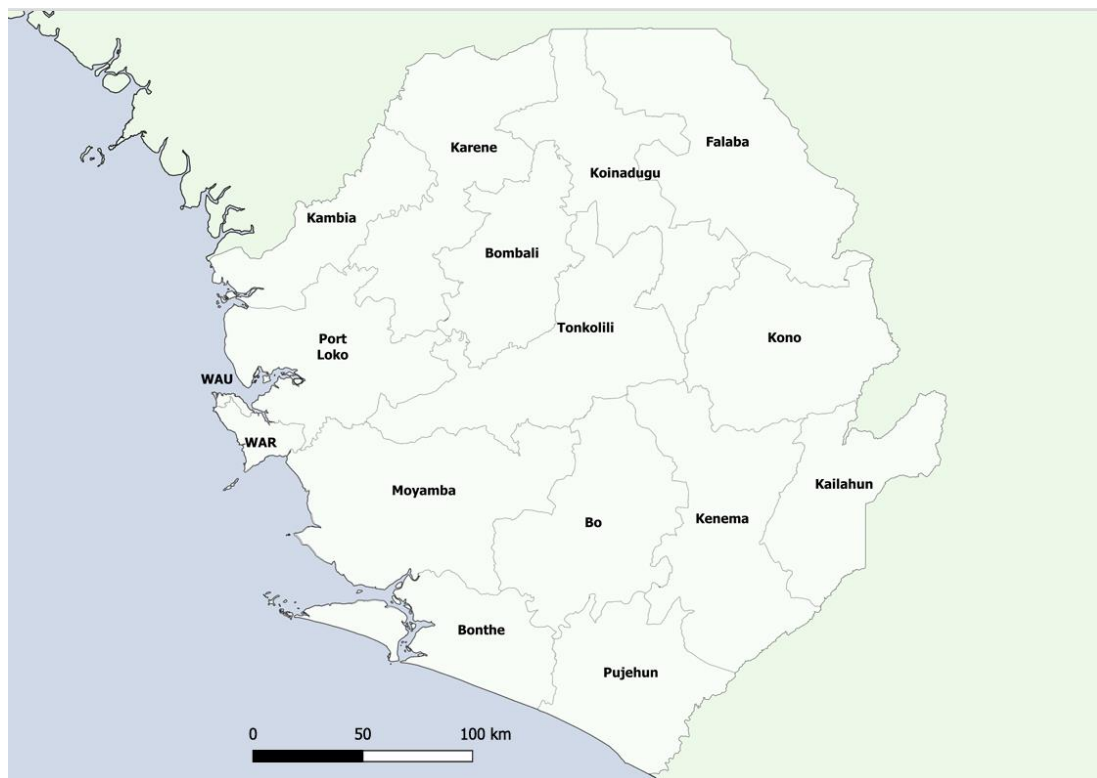 Falaba
Karene
Koinadugu
Kambia
Bombali
Tonkolili
Port
Loko
Kono
WAU
WAR
Moyamba
Kailahun
Bo
Kenema
Bonthe
Pujehun
0 50 100 km